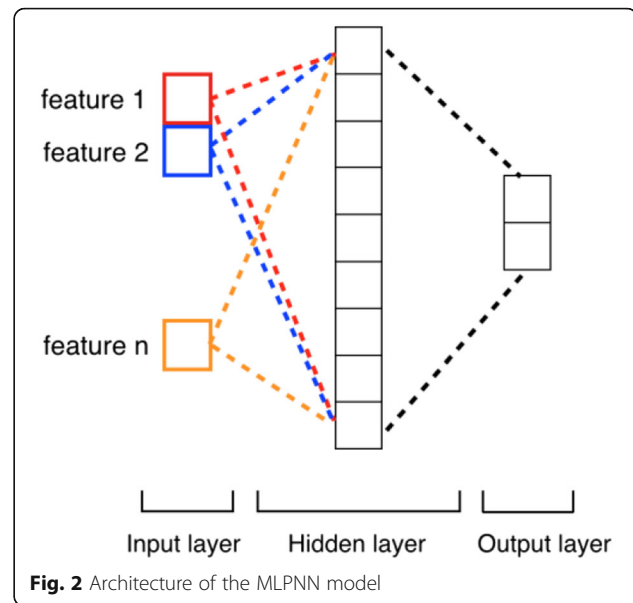 feature 1
feature 2
feature n
Input layer
Hidden layer
Output layer
Fig. 2 Architecture of the MLPNN model